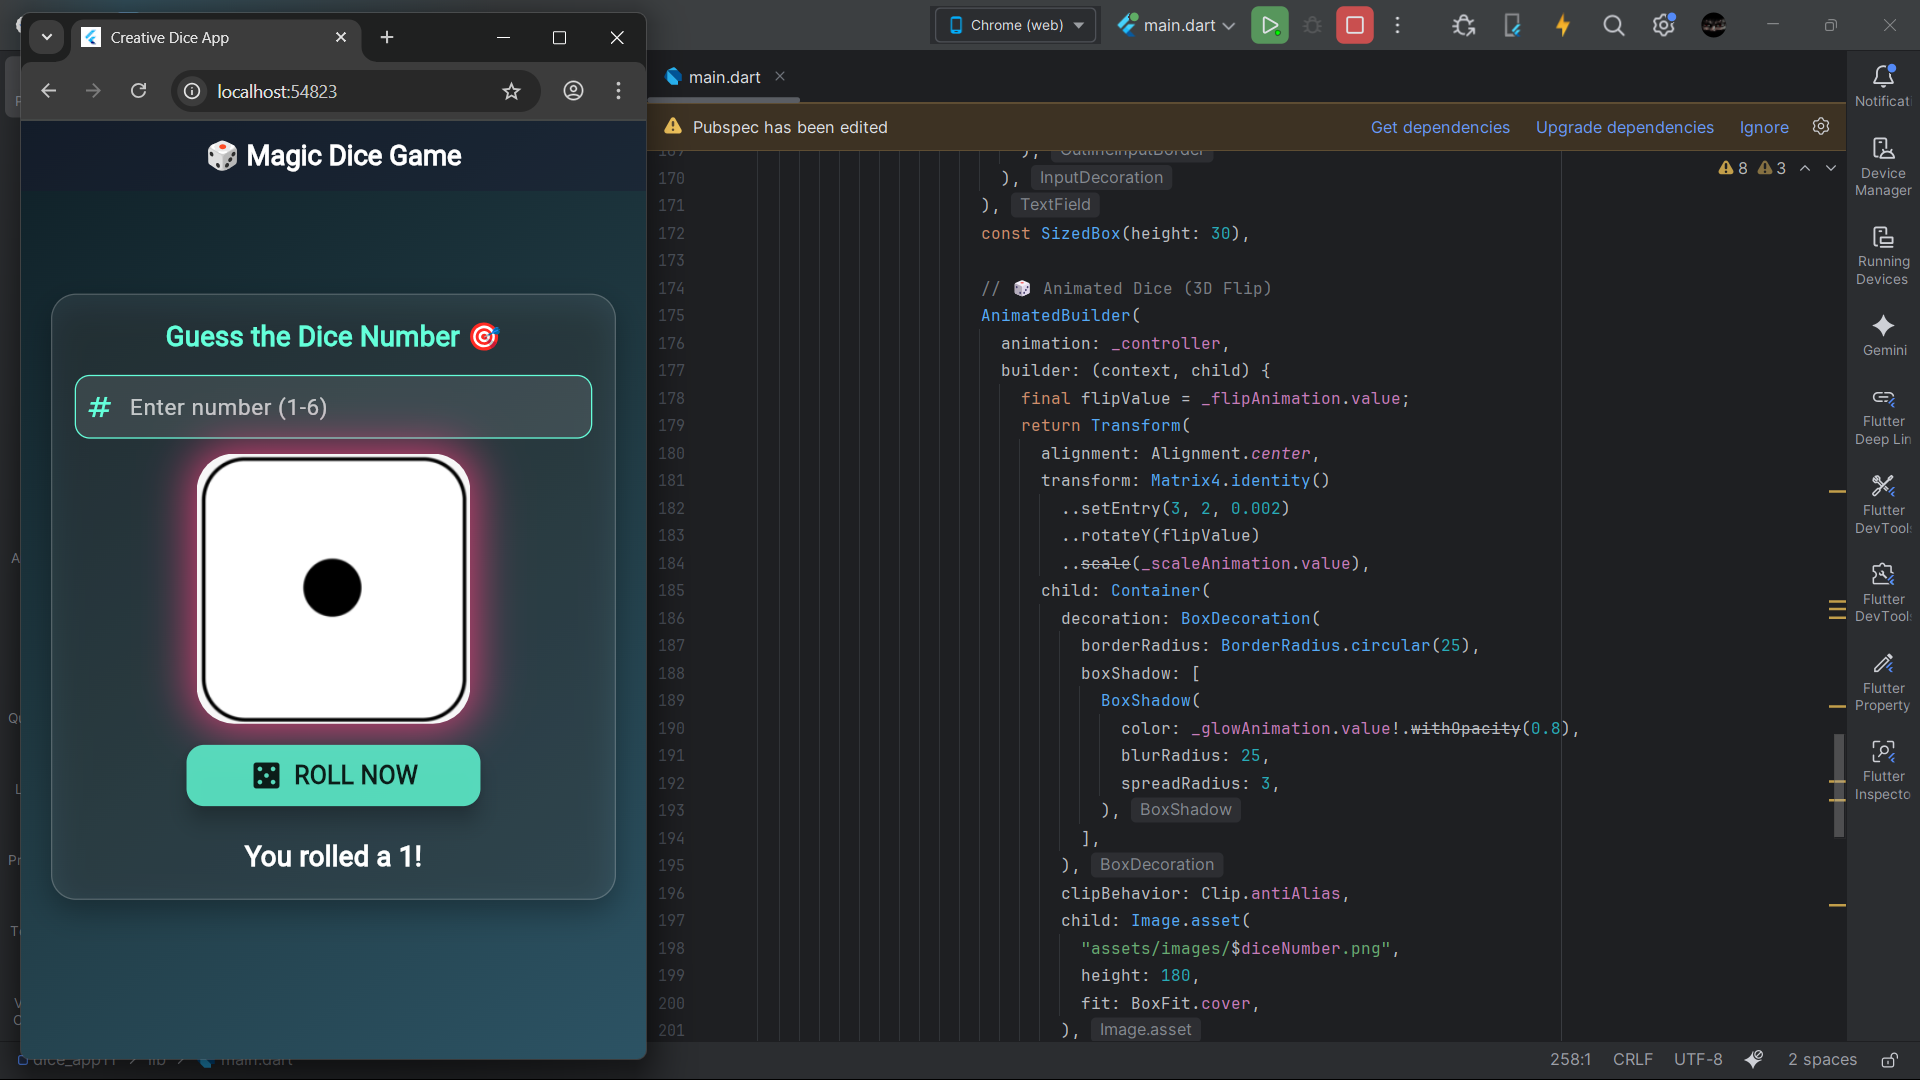 Creative Dice App
localhost:54823
Magic Dice Game
Guess the Dice Number
# Enter number (1-6)
ROLL NOW
You rolled a 1!
Chrome (web)
main.dart
main.dart
Pubspec has been edited
Get dependencies
Upgrade dependencies
Ignore
8
3
169 ), OutlineInputBorder
170 ), InputDecoration
171 ), TextField
172 const SizedBox(height: 30),
173
174 // 🎲 Animated Dice (3D Flip)
175 AnimatedBuilder(
176 animation: _controller,
177 builder: (context, child) {
178 final flipValue = _flipAnimation.value;
179 return Transform(
180 alignment: Alignment.center,
181 transform: Matrix4.identity()
182 ..setEntry(3, 2, 0.002)
183 ..rotateY(flipValue)
184 ..scale(_scaleAnimation.value),
185 child: Container(
186 decoration: BoxDecoration(
187 borderRadius: BorderRadius.circular(25),
188 boxShadow: [
189 BoxShadow(
190 color: _glowAnimation.value!.withOpacity(0.8),
191 blurRadius: 25,
192 spreadRadius: 3,
193 ), BoxShadow
194 ],
195 ), BoxDecoration
196 clipBehavior: Clip.antiAlias,
197 child: Image.asset(
198 "assets/images/$diceNumber.png",
199 height: 180,
200 fit: BoxFit.cover,
201 ), Image.asset
Notificat
Device
Manager
Running
Devices
Gemini
Flutter
Deep Lin
Flutter
DevTools
Flutter
DevTools
Flutter
Property
Flutter
Inspecto
lib
main.dart
258:1
CRLF
UTF-8
2 spaces